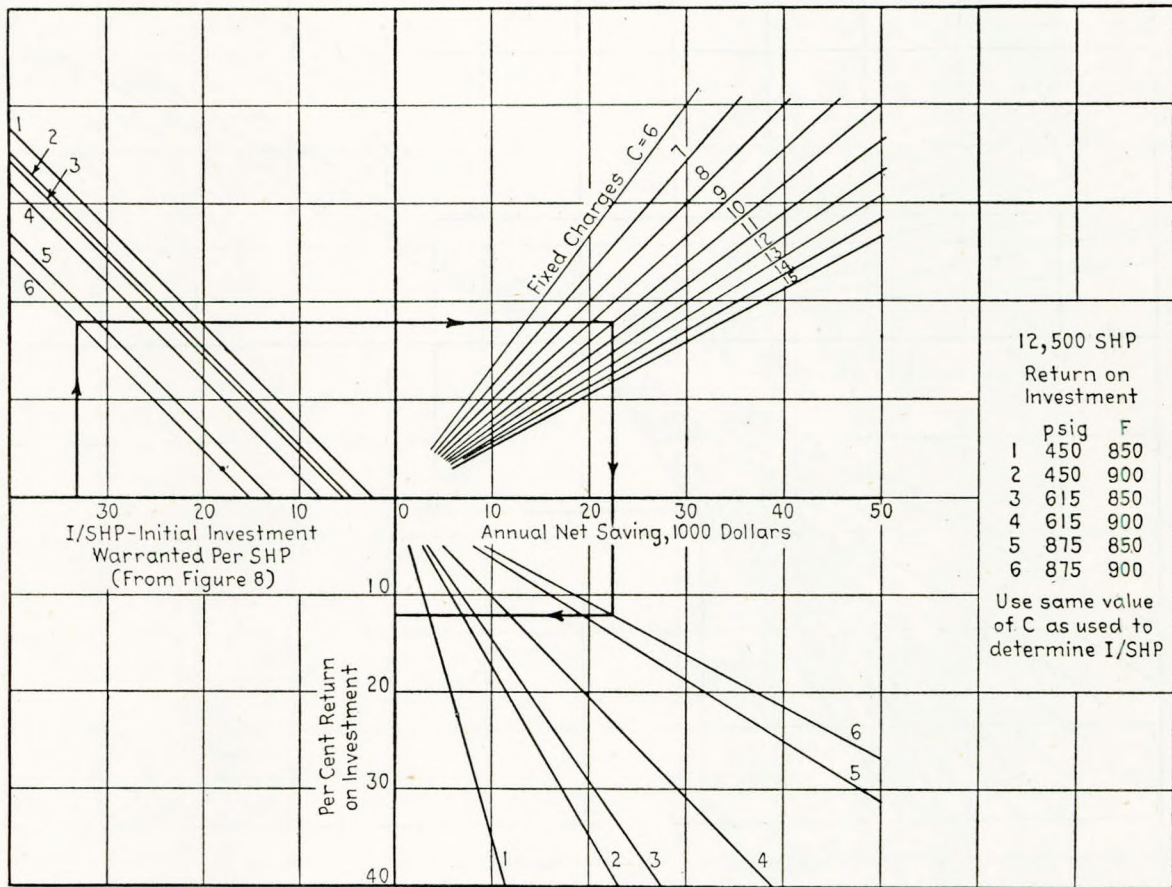 1
2
3
4
5
6
Fixed Charges C=6
7
8
9
10
11
12
13
14
15
30 20 10 0 10 20 30 40 50
I/SHP-Initial Investment
Warranted Per SHP
(From Figure 8)
Annual Net Saving, 1000 Dollars
10
20
30
40
Per Cent Return
on Investment
1
2
3
4
5
6
12,500 SHP
Return on
Investment
psig F
1 450 850
2 450 900
3 615 850
4 615 900
5 875 850
6 875 900
Use same value
of C as used to
determine I/SHP